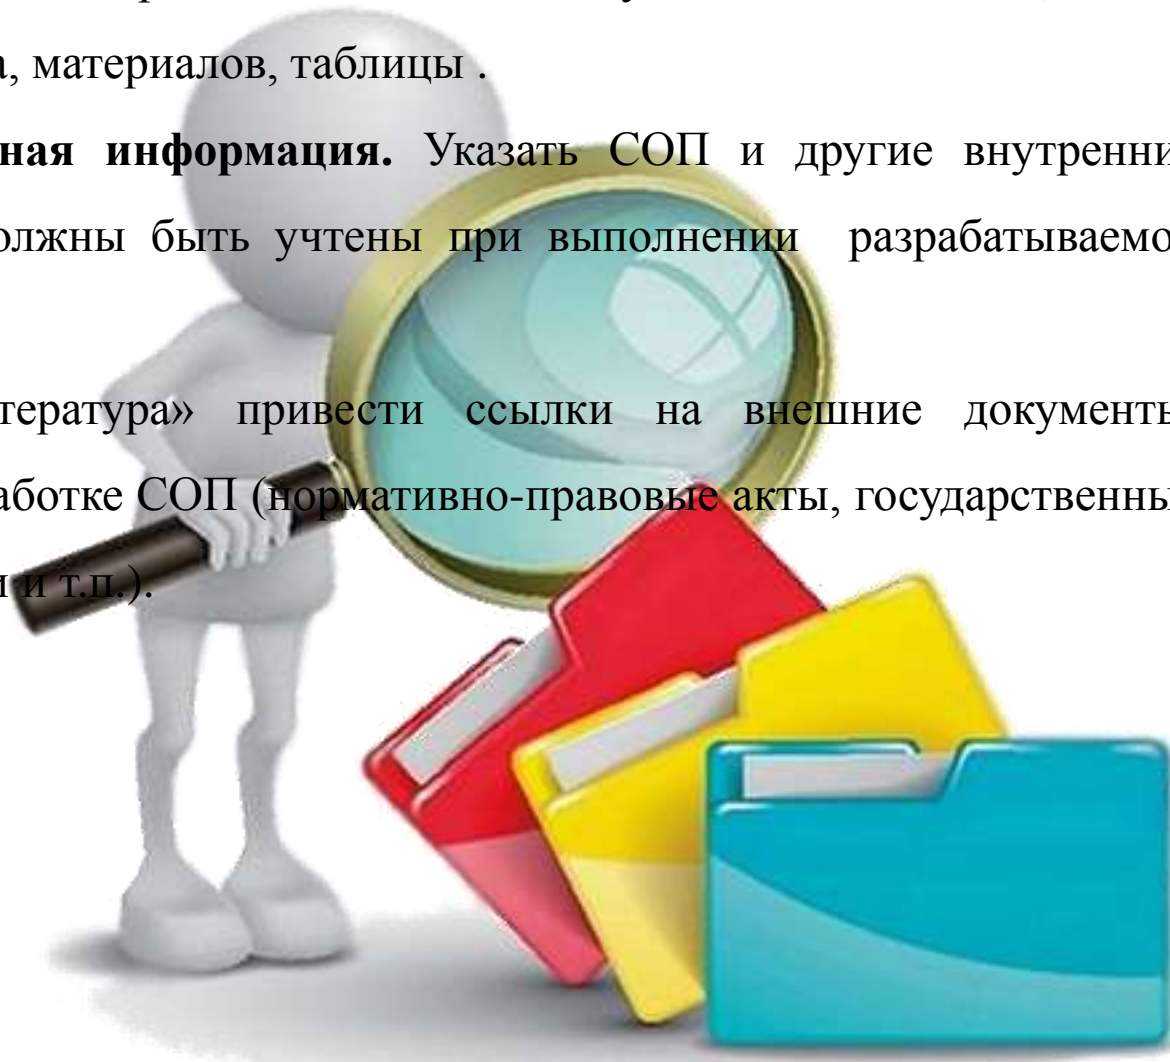 а, материалов, таблицы .
ная информация. Указать СОП и другие внутренни
олжны быть учтены при выполнении разрабатываемо
тература» привести ссылки на внешние документы
аботке СОП (нормативно-правовые акты, государственны
и и т.п.).